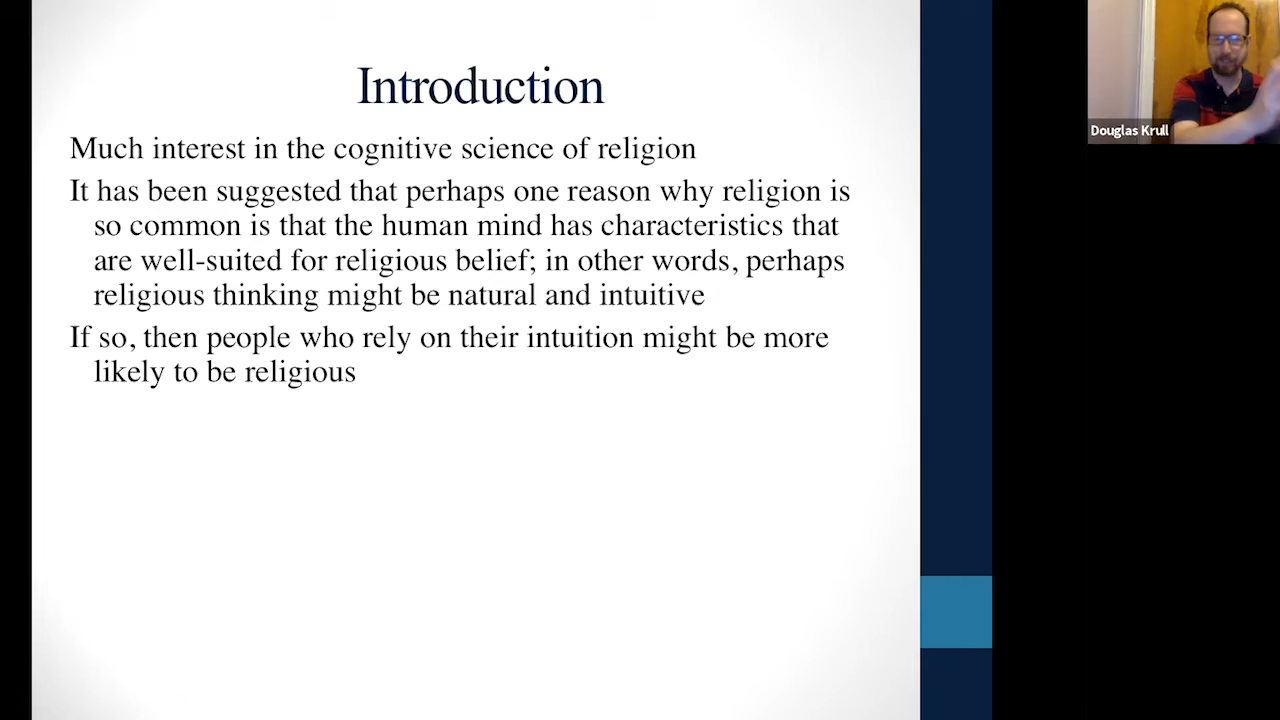 Introduction
Much interest in the cognitive science of religion
It has been suggested that perhaps one reason why religion is
so common is that the human mind has characteristics that
are well-suited for religious belief; in other words, perhaps
religious thinking might be natural and intuitive
If so, then people who rely on their intuition might be more
likely to be religious
Douglas Krull